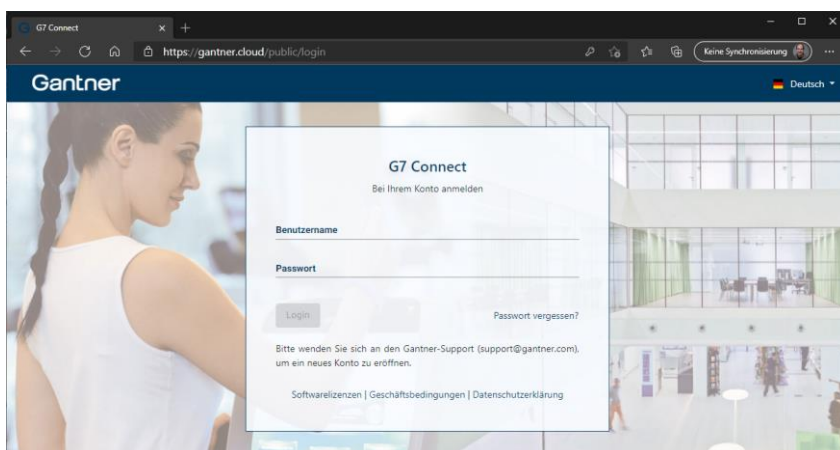 G7 Connect
https://gantner.cloud/public/login
Keine Synchronisierung
Gantner
Deutsch
G7 Connect
Bei Ihrem Konto anmelden
Benutzername
Passwort
Login
Passwort vergessen?
Bitte wenden Sie sich an den Gantner-Support (support@gantner.com),
um ein neues Konto zu eröffnen.
Softwarelizenzen | Geschäftsbedingungen | Datenschutzerklärung